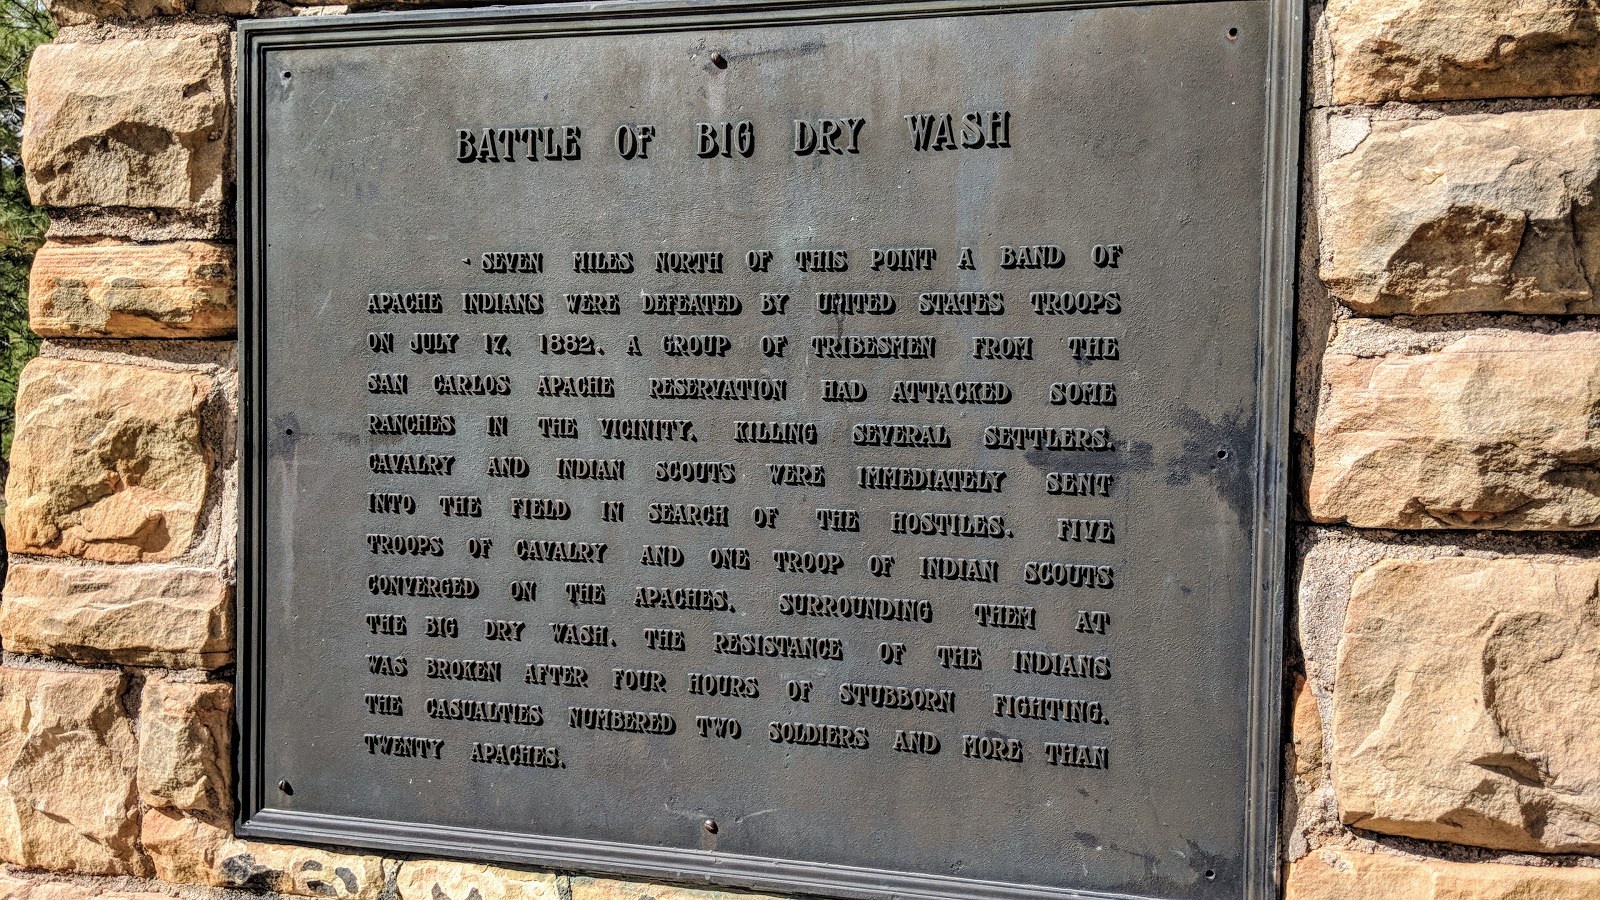 BATTLE OF BIG DRY WASH
SEVEN MILES NORTH OF THIS POINT A BAND OF
APACHE INDIANS WERE DEFEATED BY UNITED STATES TROOPS
ON JULY 17, 1882. A GROUP OF TRIBESMEN FROM THE
SAN CARLOS APACHE RESERVATION HAD ATTACKED SOME
RANCHES IN THE VICINITY, KILLING SEVERAL SETTLERS.
CAVALRY AND INDIAN SCOUTS WERE IMMEDIATELY SENT
INTO THE FIELD IN SEARCH OF THE HOSTILES. FIVE
TROOPS OF CAVALRY AND ONE TROOP OF INDIAN SCOUTS
CONVERGED ON THE APACHES, SURROUNDING THEM AT
THE BIG DRY WASH. THE RESISTANCE OF THE INDIANS
WAS BROKEN AFTER FOUR HOURS OF STUBBORN FIGHTING.
THE CASUALTIES NUMBERED TWO SOLDIERS AND MORE THAN
TWENTY APACHES.